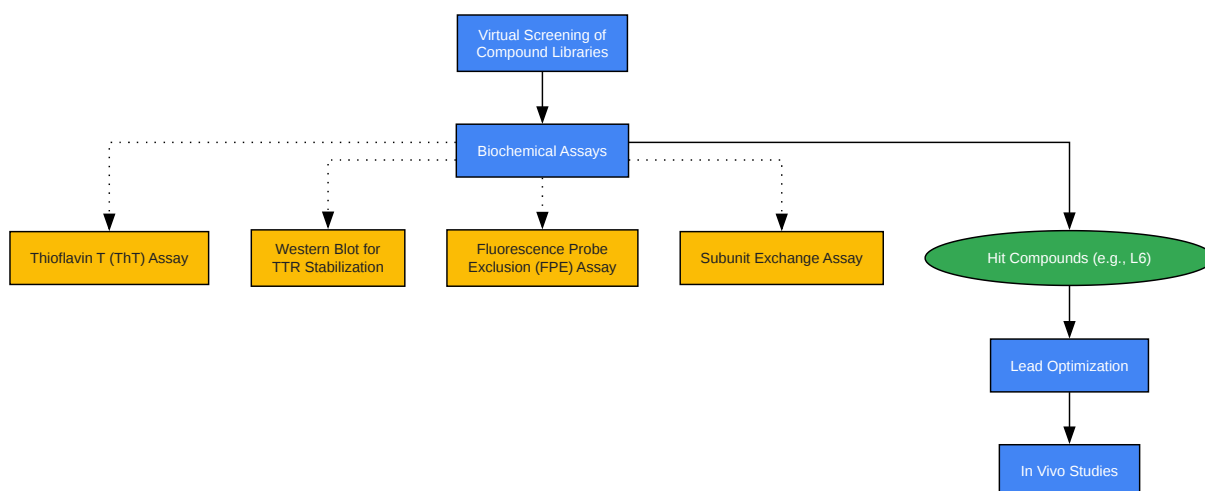 Virtual Screening of
Compound Libraries
Biochemical Assays
Thioflavin T (ThT) Assay
Western Blot for
TTR Stabilization
Fluorescence Probe
Exclusion (FPE) Assay
Subunit Exchange Assay
Hit Compounds (e.g., L6)
Lead Optimization
In Vivo Studies